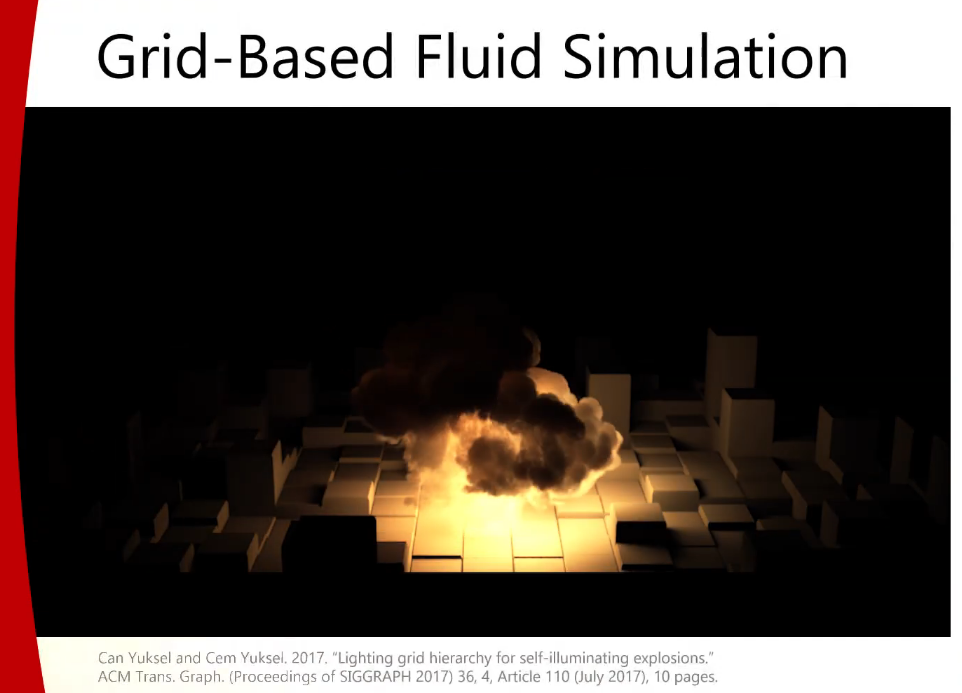 Grid-Based Fluid Simulation
Can Yuksel and Cem Yuksel. 2017. "Lighting grid hierarchy for self-illuminating explosions."
ACM Trans. Graph. (Proceedings of SIGGRAPH 2017) 36, 4, Article 110 (July 2017), 10 pages.